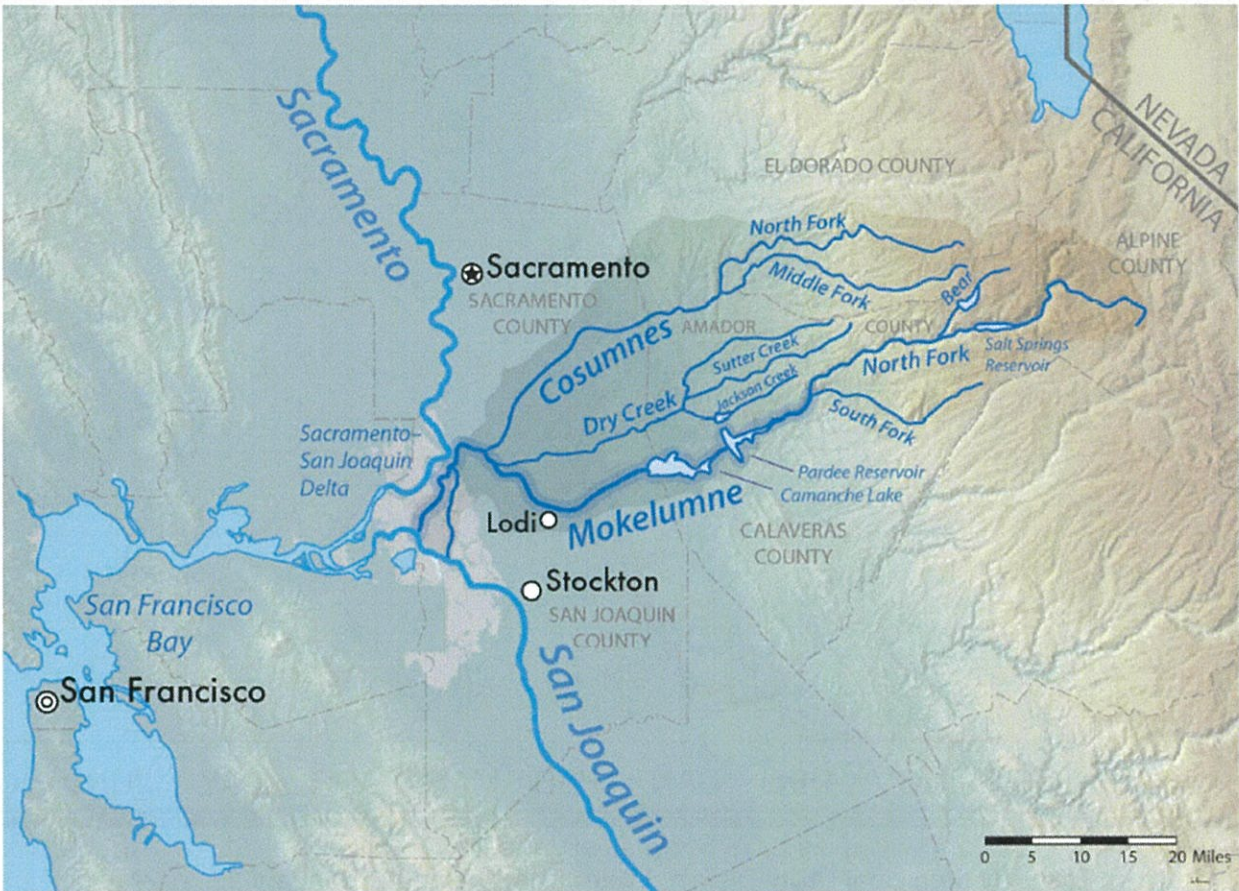 Sacramento
NEVADA
CALIFORNIA
EL DORADO COUNTY
ALPINE
COUNTY
North Fork
Middle Fork
Bear
Sacramento
SACRAMENTO
COUNTY
AMADOR
COUNTY
Cosumnes
Sutter Creek
Jackson Creek
Dry Creek
North Fork
Salt Springs
Reservoir
South Fork
Sacramento–
San Joaquin
Delta
Pardee Reservoir
Camanche Lake
Lodi
Mokelumne
CALAVERAS
COUNTY
Stockton
SAN JOAQUIN
COUNTY
San Francisco
Bay
San Francisco
San Joaquin
0 5 10 15 20 Miles